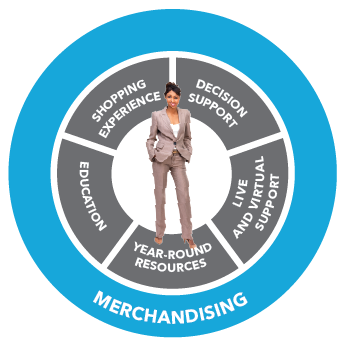 SHOPPING
EXPERIENCE
DECISION
SUPPORT
LIVE
AND VIRTUAL
SUPPORT
YEAR-ROUND
RESOURCES
EDUCATION
MERCHANDISING